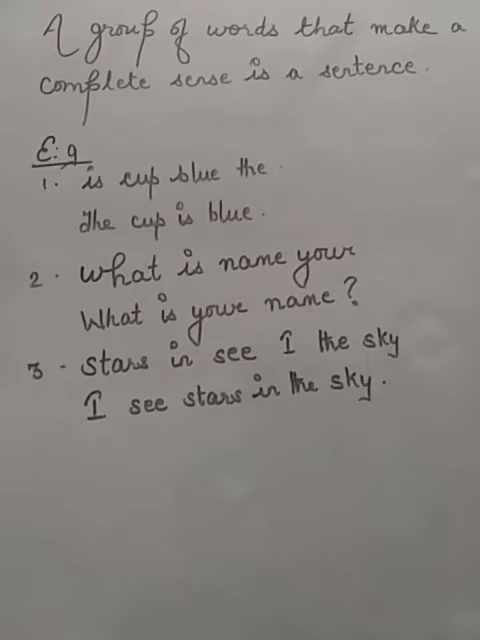 A group of words that make a
complete sense is a sentence.
E.g
1. is cup blue the.
The cup is blue.
2. What is name your
What is your name?
3. stars in see I the sky
I see stars in the sky.